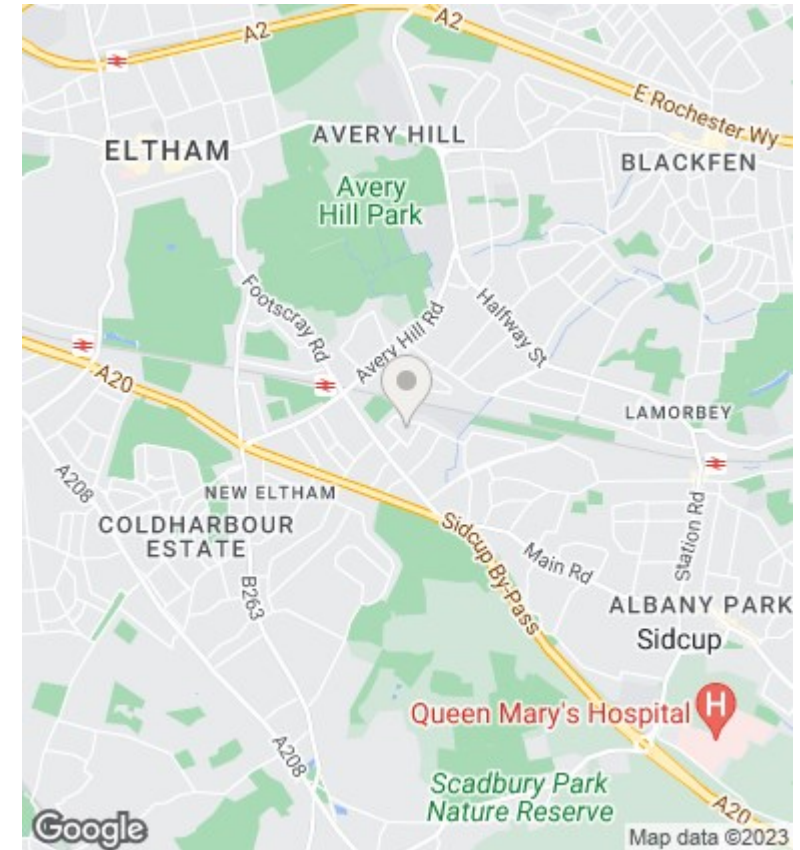 A2
A2
E Rochester Wy
ELTHAM
AVERY HILL
BLACKFEN
Avery
Hill Park
Footscray Rd
Avery Hill Rd
Halfway St
A20
LAMORBEY
A208
NEW ELTHAM
COLDHARBOUR
ESTATE
Sidcup By-Pass
Main Rd
Station Rd
B263
ALBANY PARK
Sidcup
Queen Mary's Hospital
H
A208
Scadbury Park
Nature Reserve
A20
Google
Map data ©2023